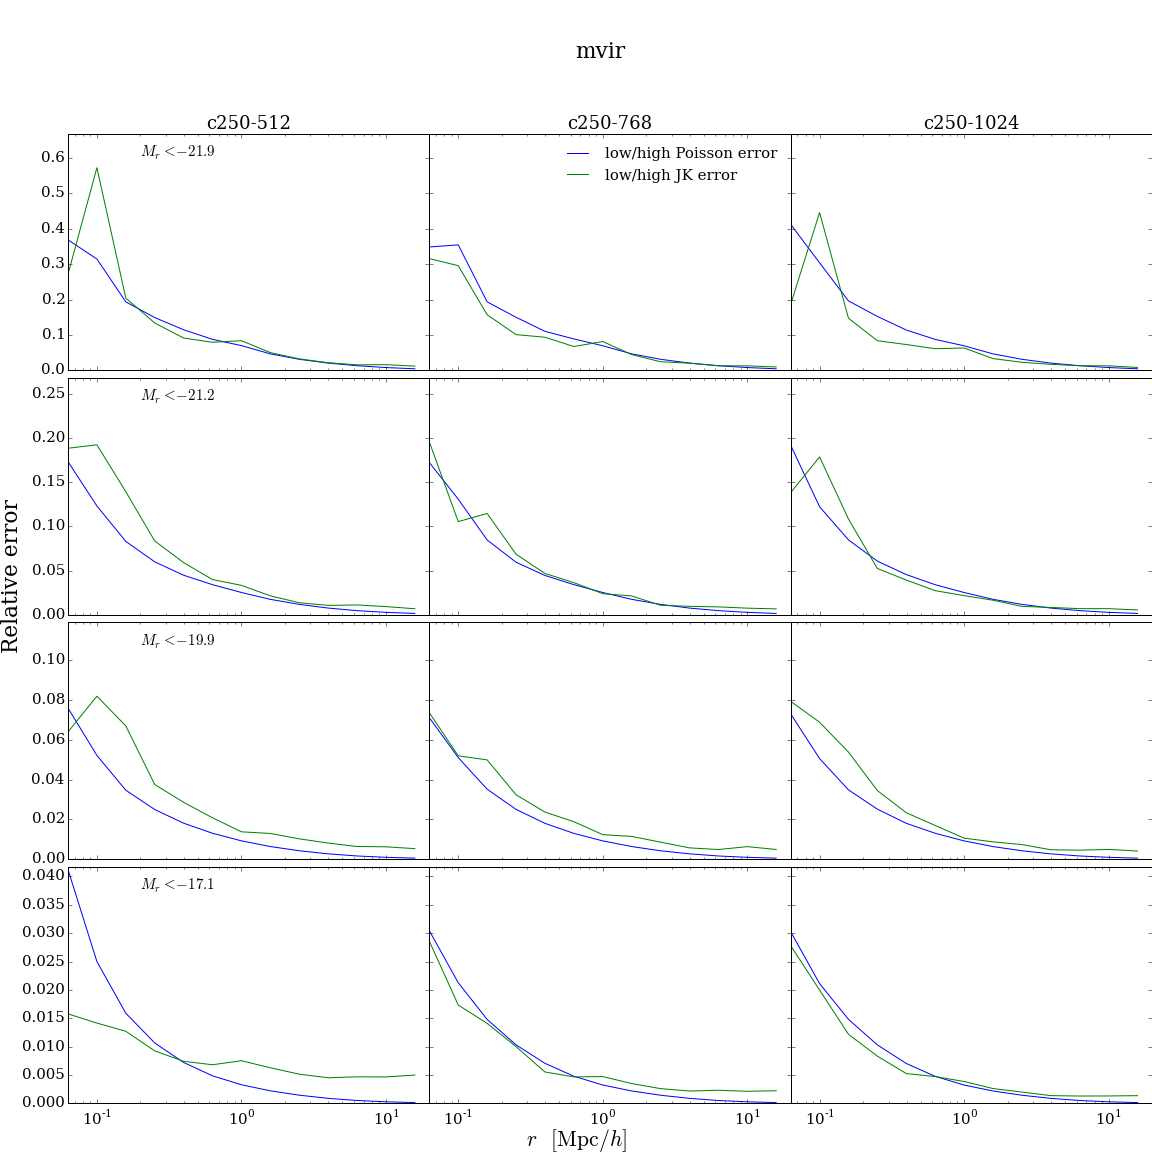 mvir
c250-512 c250-768 c250-1024
M_r < −21.9
low/high Poisson error
low/high JK error
0.6
0.5
0.4
0.3
0.2
0.1
0.0
M_r < −21.2
0.25
0.20
0.15
0.10
0.05
0.00
Relative error
M_r < −19.9
0.10
0.08
0.06
0.04
0.02
0.00
M_r < −17.1
0.040
0.035
0.030
0.025
0.020
0.015
0.010
0.005
0.000
10^-1 10^0 10^1 10^-1 10^0 10^1 10^-1 10^0 10^1
r [Mpc/h]